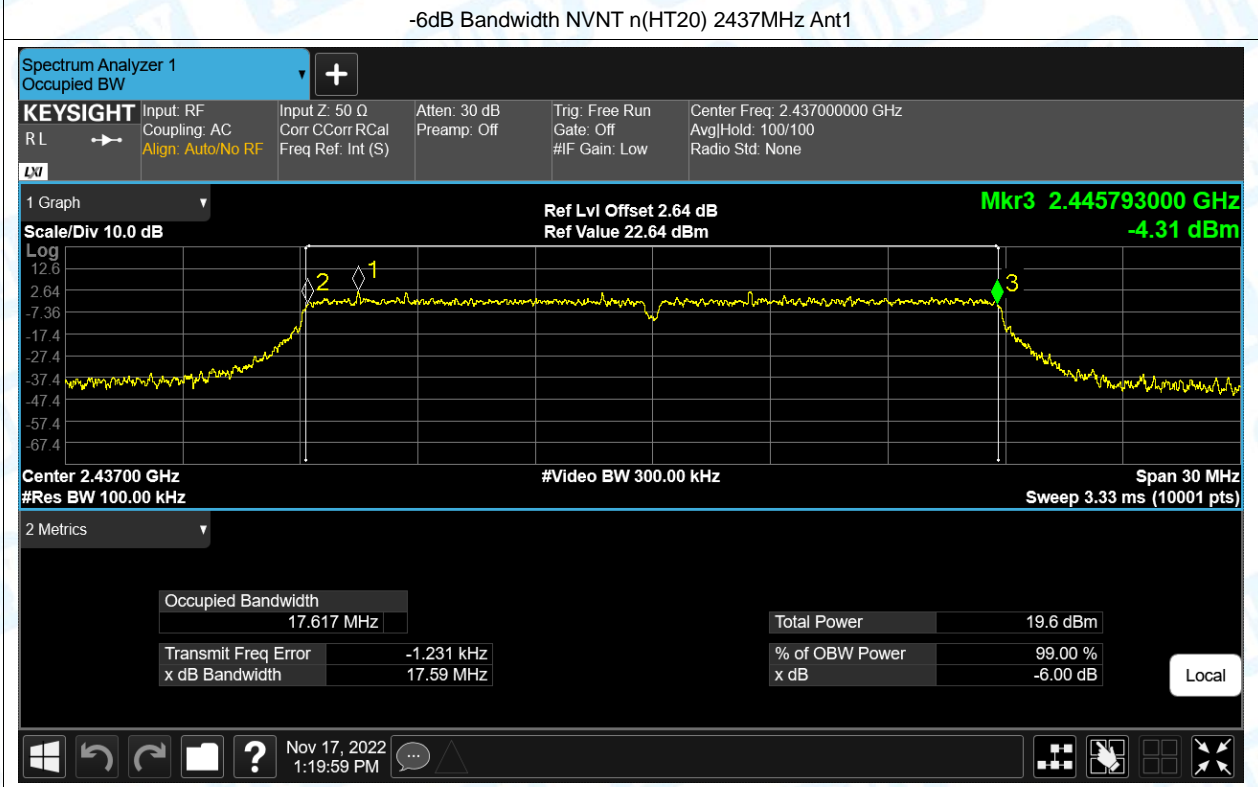 -6dB Bandwidth NVNT n(HT20) 2437MHz Ant1
Spectrum Analyzer 1
Occupied BW
KEYSIGHT
R L
LXI
Input: RF
Coupling: AC
Align: Auto/No RF
Input Z: 50 Ω
Corr CCorr RCal
Freq Ref: Int (S)
Atten: 30 dB
Preamp: Off
Trig: Free Run
Gate: Off
#IF Gain: Low
Center Freq: 2.437000000 GHz
Avg|Hold: 100/100
Radio Std: None
1 Graph
Scale/Div 10.0 dB
Ref Lvl Offset 2.64 dB
Ref Value 22.64 dBm
Mkr3 2.445793000 GHz
-4.31 dBm
Log
12.6
2.64
-7.36
-17.4
-27.4
-37.4
-47.4
-57.4
-67.4
2
1
3
Center 2.43700 GHz
#Res BW 100.00 kHz
#Video BW 300.00 kHz
Span 30 MHz
Sweep 3.33 ms (10001 pts)
2 Metrics
Occupied Bandwidth
17.617 MHz
Total Power 19.6 dBm
Transmit Freq Error -1.231 kHz
% of OBW Power 99.00 %
x dB Bandwidth 17.59 MHz
x dB -6.00 dB
Local
Nov 17, 2022
1:19:59 PM